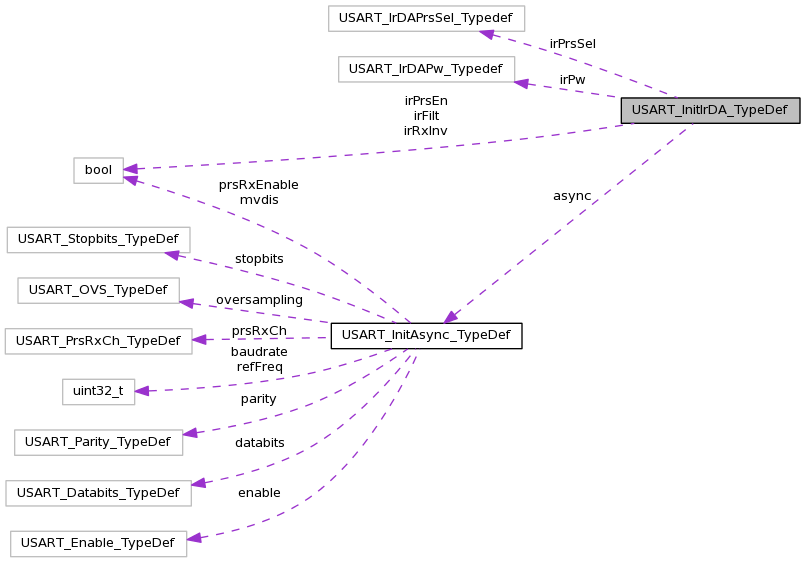 USART_IrDAPrsSel_Typedef
irPrsSel
USART_IrDAPw_Typedef
irPw
USART_InitIrDA_TypeDef
irPrsEn
irFilt
irRxInv
bool
prsRxEnable
mvdis
async
USART_Stopbits_TypeDef
stopbits
USART_OVS_TypeDef
oversampling
USART_PrsRxCh_TypeDef
prsRxCh
USART_InitAsync_TypeDef
baudrate
refFreq
uint32_t
parity
USART_Parity_TypeDef
databits
USART_Databits_TypeDef
enable
USART_Enable_TypeDef